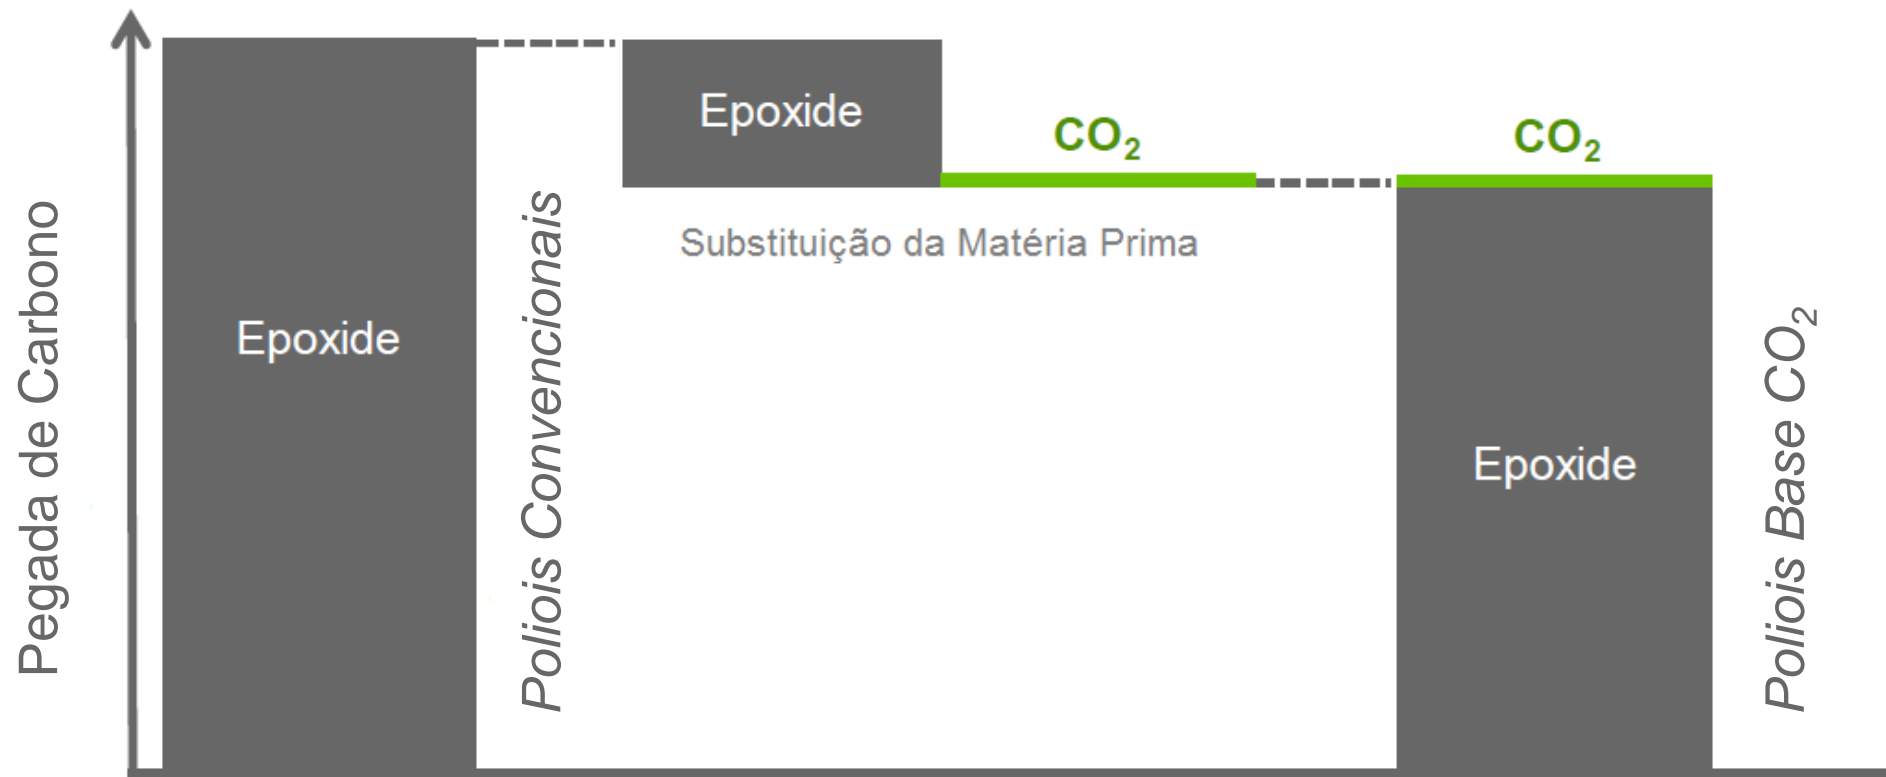 Pegada de Carbono
Epoxide
Poliois Convencionais
Epoxide
CO₂
Substituição da Matéria Prima
CO₂
Epoxide
Poliois Base CO₂